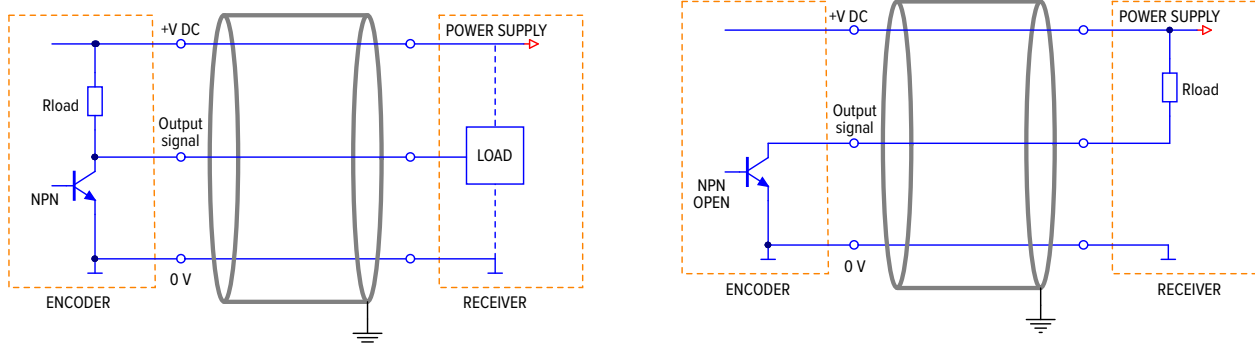 +V DC
POWER SUPPLY
Rload
Output
signal
LOAD
NPN
0 V
ENCODER
RECEIVER
+V DC
POWER SUPPLY
Rload
Output
signal
NPN
OPEN
0 V
ENCODER
RECEIVER